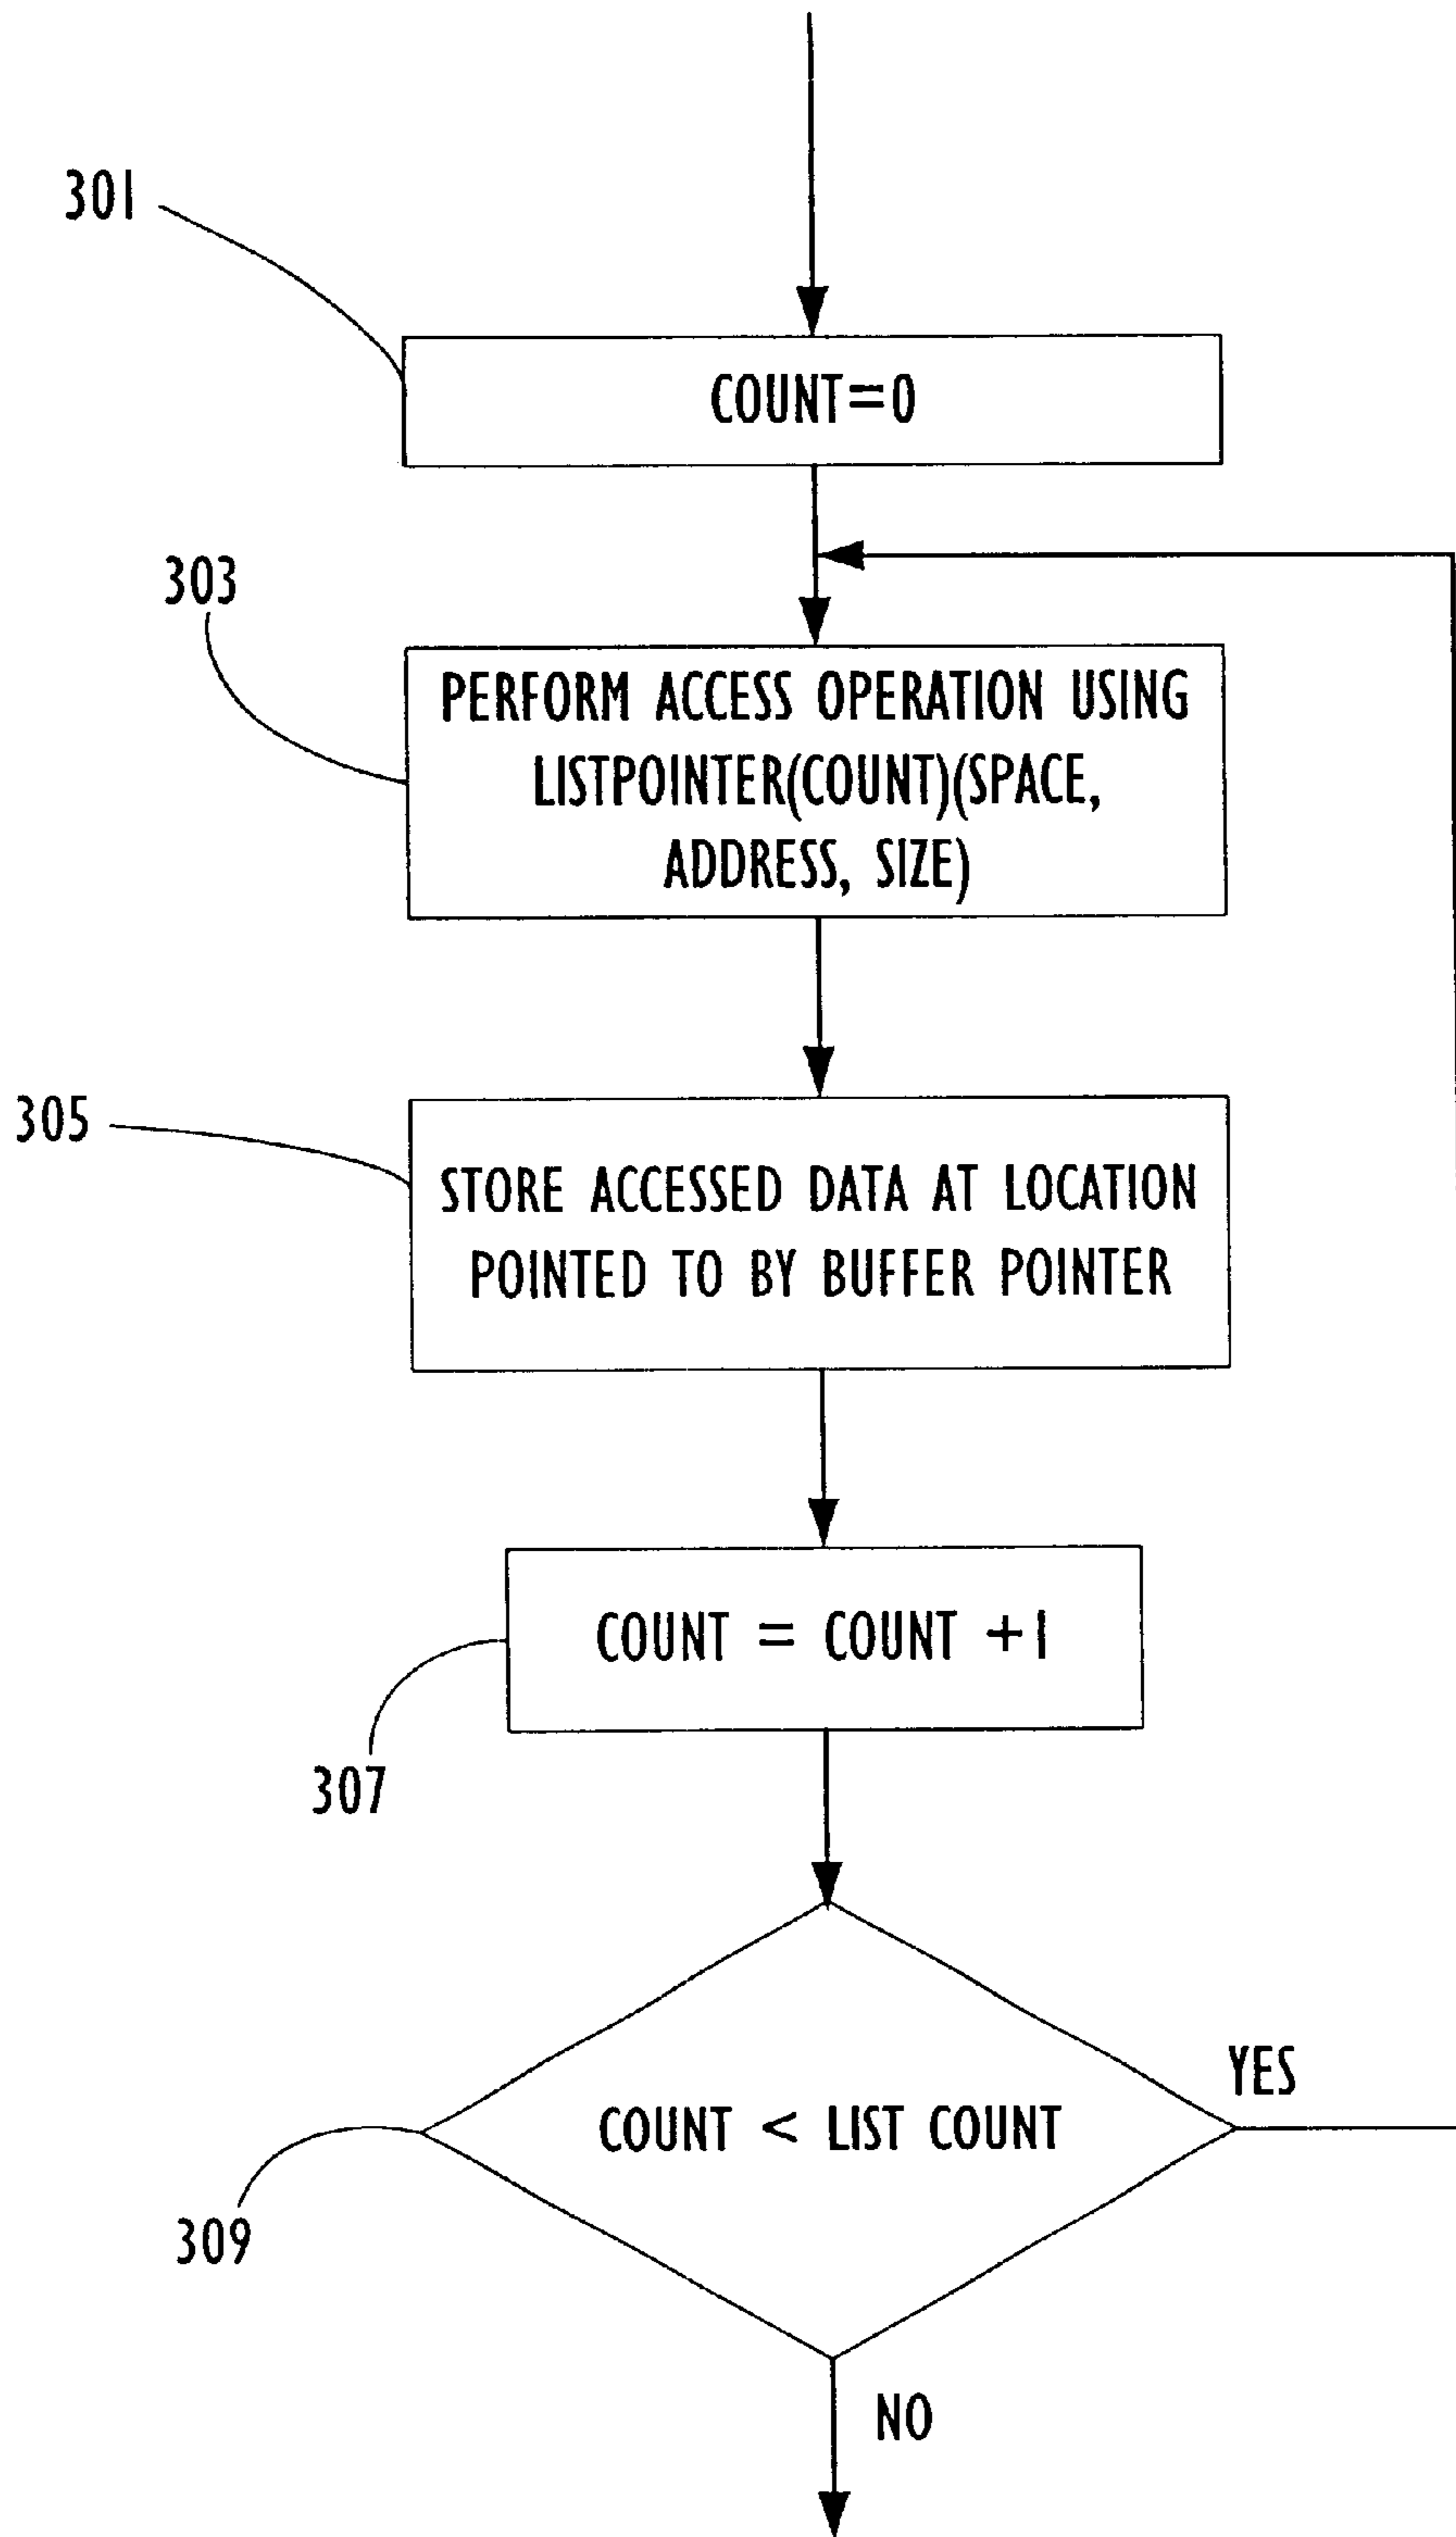 301
COUNT=0
303
PERFORM ACCESS OPERATION USING
LISTPOINTER(COUNT)(SPACE,
ADDRESS, SIZE)
305
STORE ACCESSED DATA AT LOCATION
POINTED TO BY BUFFER POINTER
COUNT = COUNT +1
307
YES
COUNT < LIST COUNT
309
NO